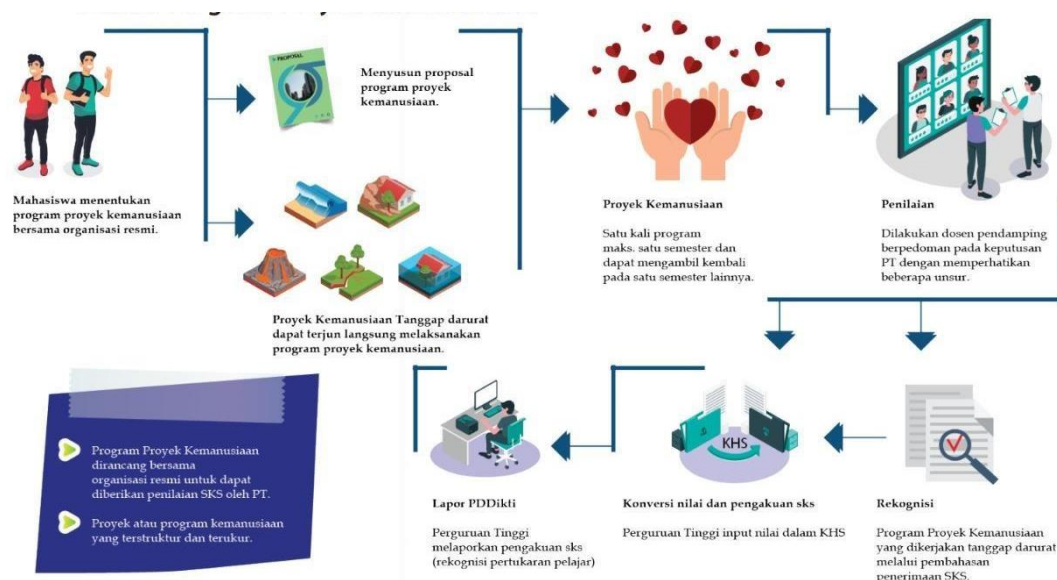 PROPOSAL
Menyusun proposal
program proyek
kemanusiaan.
Mahasiswa menentukan
program proyek kemanusiaan
bersama organisasi resmi.
Proyek Kemanusiaan Tanggap darurat
dapat terjun langsung melaksanakan
program proyek kemanusiaan.
Proyek Kemanusiaan
Satu kali program
maks. satu semester dan
dapat mengambil kembali
pada satu semester lainnya.
Penilaian
Dilakukan dosen pendamping
berpedoman pada keputusan
PT dengan memperhatikan
beberapa unsur.
Rekognisi
Program Proyek Kemanusiaan
yang dikerjakan tanggap darurat
melalui pembahasan
penerimaan SKS.
KHS
Konversi nilai dan pengakuan sks
Perguruan Tinggi input nilai dalam KHS
Lapor PDDikti
Perguruan Tinggi
melaporkan pengakuan sks
(rekognisi pertukaran pelajar)
Program Proyek Kemanusiaan
dirancang bersama
organisasi resmi untuk dapat
diberikan penilaian SKS oleh PT.
Proyek atau program kemanusiaan
yang terstruktur dan terukur.